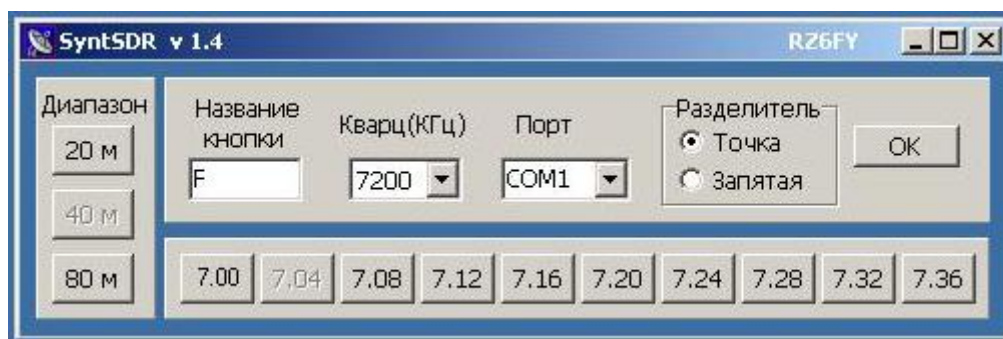 SyntSDR v 1.4 RZ6FY
Диапазон
20 м
40 м
80 м
Название
кнопки
F
Кварц(КГц)
7200
Порт
COM1
Разделитель
Точка
Запятая
OK
7.00 7.04 7.08 7.12 7.16 7.20 7.24 7.28 7.32 7.36